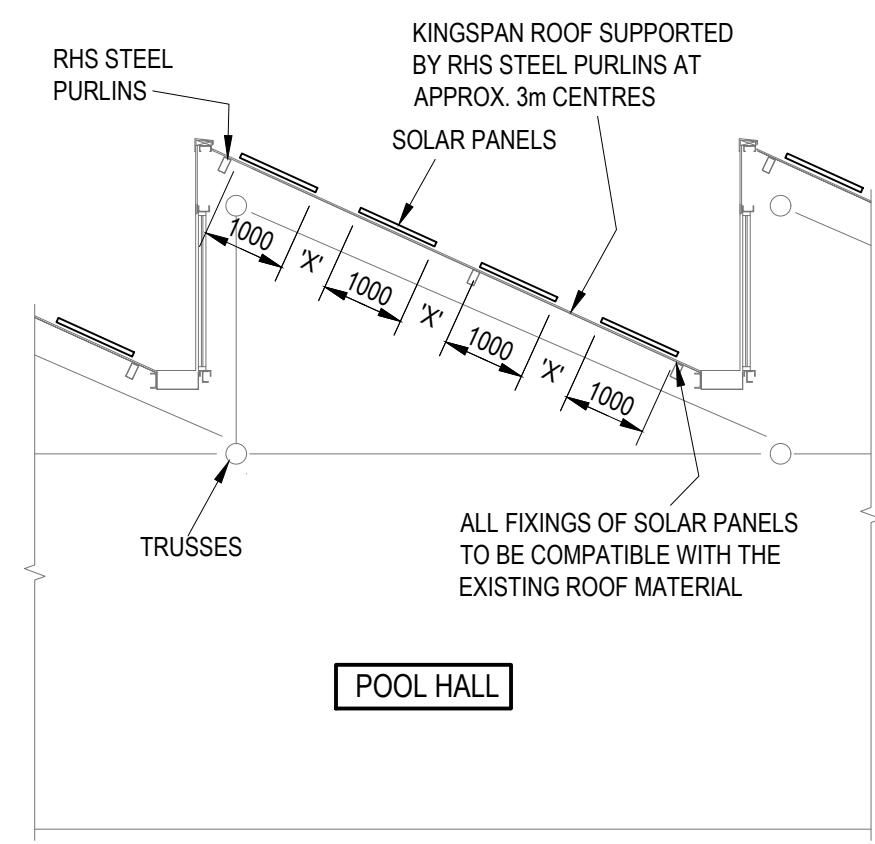 KINGSPAN ROOF SUPPORTED
BY RHS STEEL PURLINS AT
APPROX. 3m CENTRES
RHS STEEL
PURLINS
SOLAR PANELS
1000
'X'
1000
'X'
1000
'X'
1000
TRUSSES
ALL FIXINGS OF SOLAR PANELS
TO BE COMPATIBLE WITH THE
EXISTING ROOF MATERIAL
POOL HALL